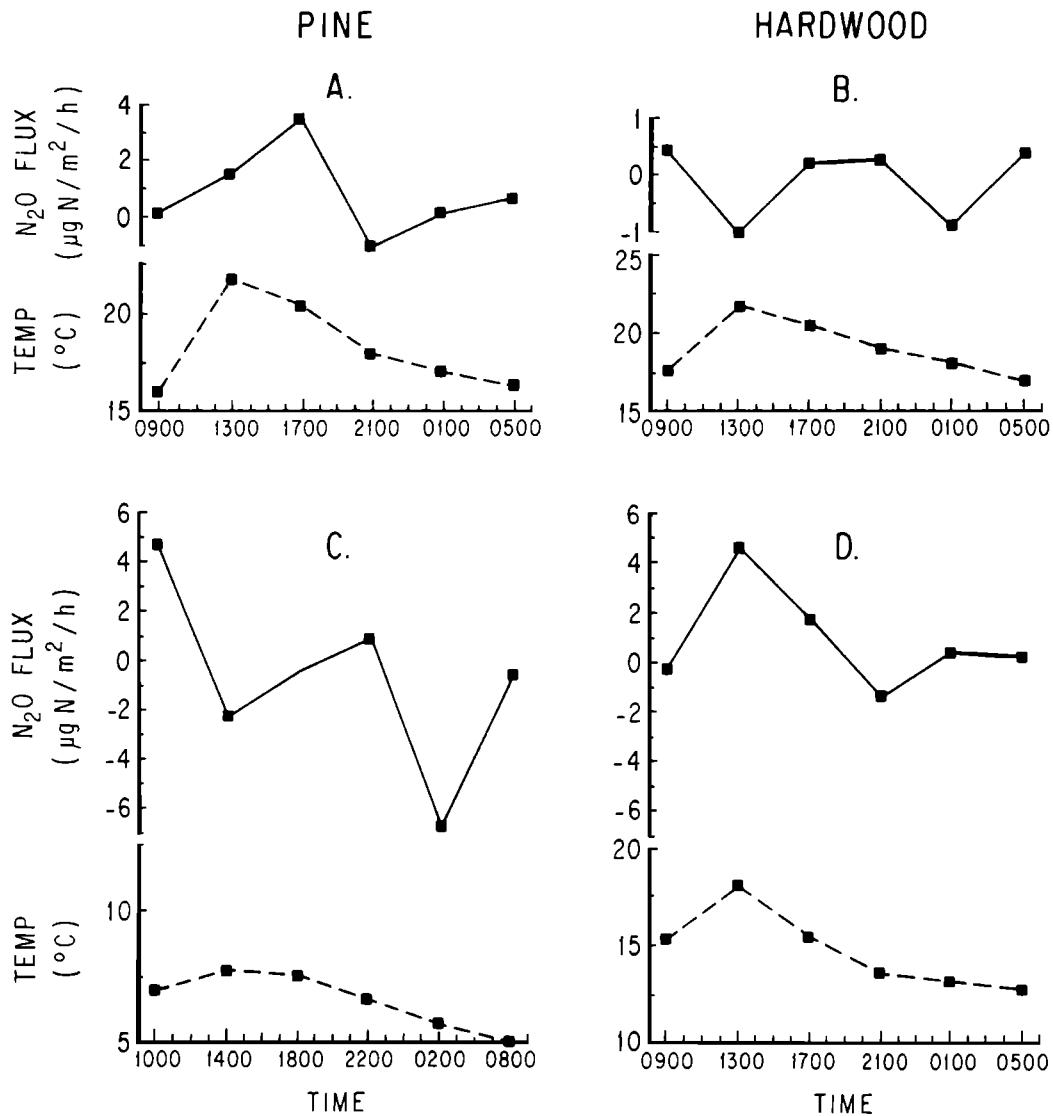 PINE
HARDWOOD
A.
N₂O FLUX
(µg N/m²/h)
4
2
0
TEMP
(°C)
20
15
0900 1300 1700 2100 0100 0500
B.
1
0
-1
25
20
15
0900 1300 1700 2100 0100 0500
C.
N₂O FLUX
(µg N/m²/h)
6
4
2
0
-2
-4
-6
TEMP
(°C)
10
5
1000 1400 1800 2200 0200 0800
TIME
D.
6
4
2
0
-2
-4
-6
20
15
10
0900 1300 1700 2100 0100 0500
TIME